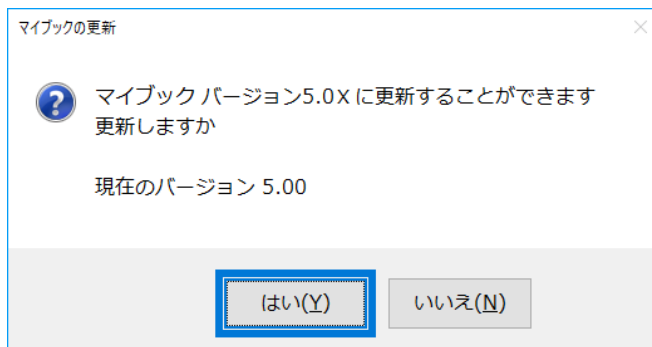 マイブックの更新
マイブック バージョン5.0Xに更新することができます
更新しますか
現在のバージョン 5.00
はい(Y)
いいえ(N)